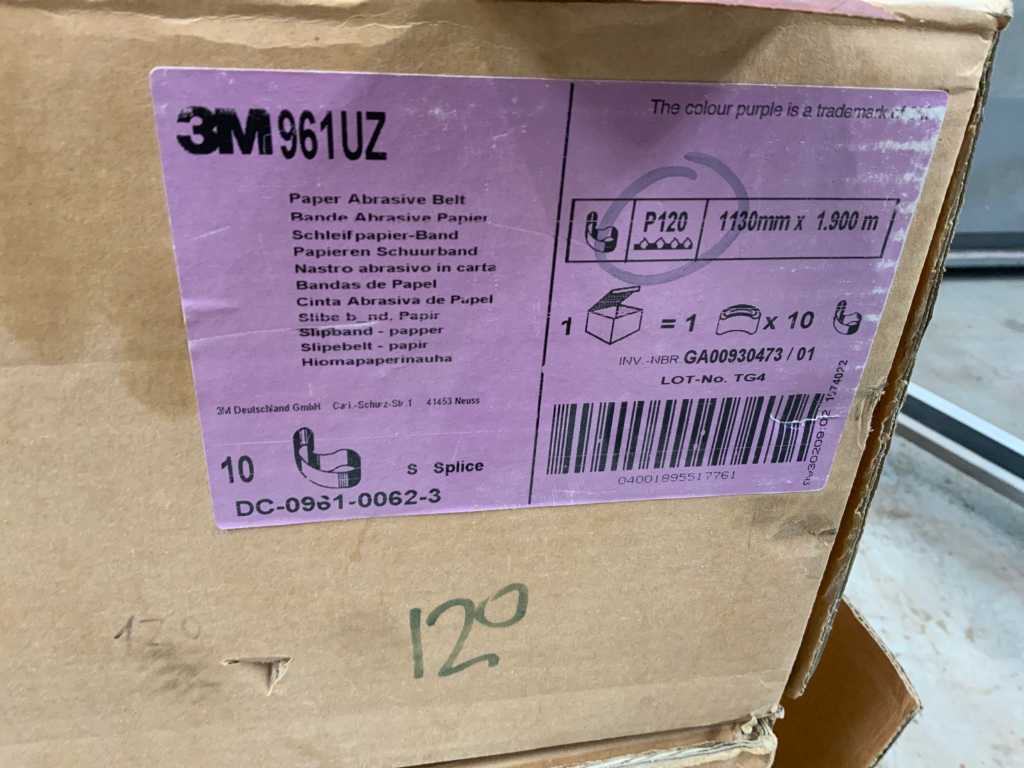 3M 961UZ
Paper Abrasive Belt
Bande Abrasive Papier
Schleifpapier-Band
Papieren Schuurband
Nastro abrasivo in carta
Bandas de Papel
Cinta Abrasiva de Papel
Slibe b nd, Papir
Slipband - papper
Slipebelt - papir
Hiomapaperinauha
3M Deutschland GmbH Carl-Schurz-Str.1 41453 Neuss
10 S Splice
DC-0961-0062-3
The colour purple is a trademark of
P120 1130mm x 1.900 m
1 = 1 x 10
INV.-NBR. GA00930473 / 01
LOT-No. TG4
04001895517761
120
120